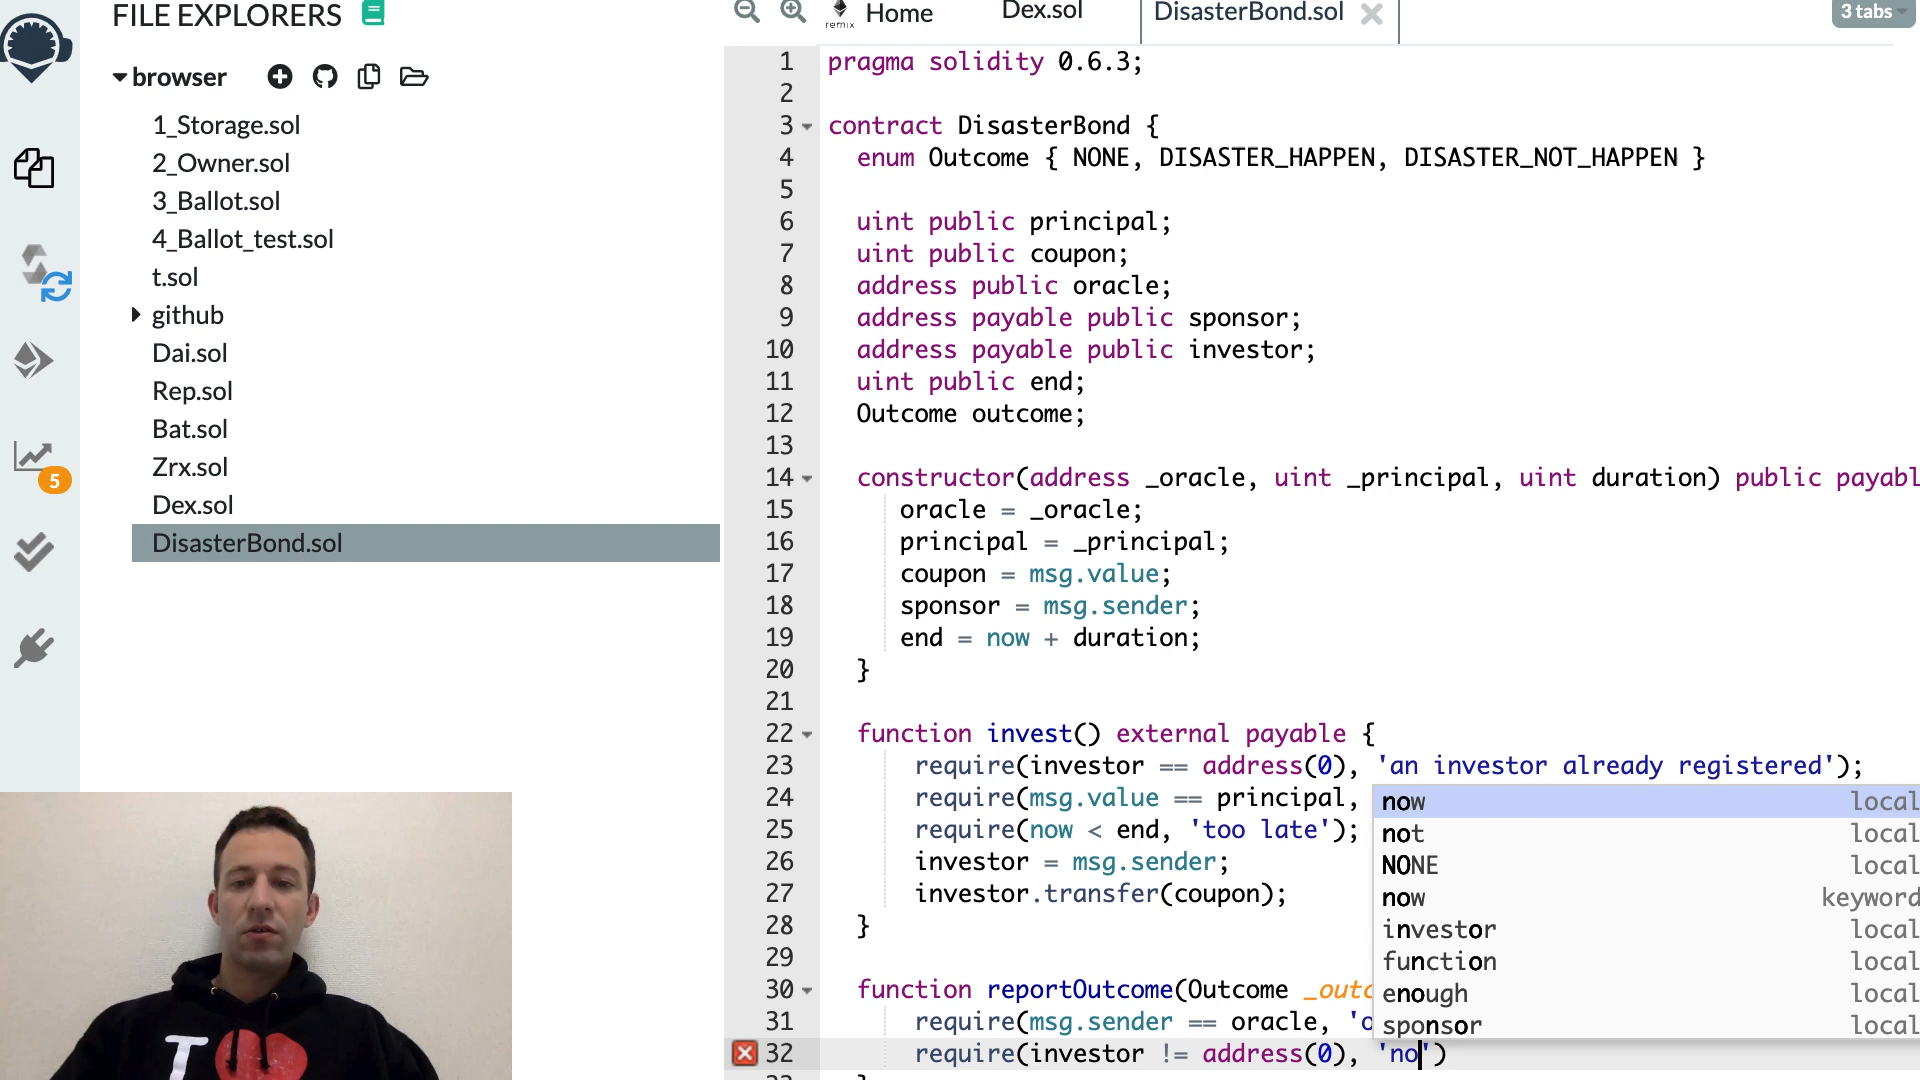 FILE EXPLORERS
browser
1_Storage.sol
2_Owner.sol
3_Ballot.sol
4_Ballot_test.sol
t.sol
github
Dai.sol
Rep.sol
Bat.sol
Zrx.sol
Dex.sol
DisasterBond.sol
5
remix
Home
Dex.sol
DisasterBond.sol
3 tabs
1 pragma solidity 0.6.3;
2
3 contract DisasterBond {
4 enum Outcome { NONE, DISASTER_HAPPEN, DISASTER_NOT_HAPPEN }
5
6 uint public principal;
7 uint public coupon;
8 address public oracle;
9 address payable public sponsor;
10 address payable public investor;
11 uint public end;
12 Outcome outcome;
13
14 constructor(address _oracle, uint _principal, uint duration) public payabl
15 oracle = _oracle;
16 principal = _principal;
17 coupon = msg.value;
18 sponsor = msg.sender;
19 end = now + duration;
20 }
21
22 function invest() external payable {
23 require(investor == address(0), 'an investor already registered');
24 require(msg.value == principal,
25 require(now < end, 'too late');
26 investor = msg.sender;
27 investor.transfer(coupon);
28 }
29
30 function reportOutcome(Outcome _outc
31 require(msg.sender == oracle, 'o
32 require(investor != address(0), 'no')
now local
not local
NONE local
now keyword
investor local
function local
enough local
sponsor local
T